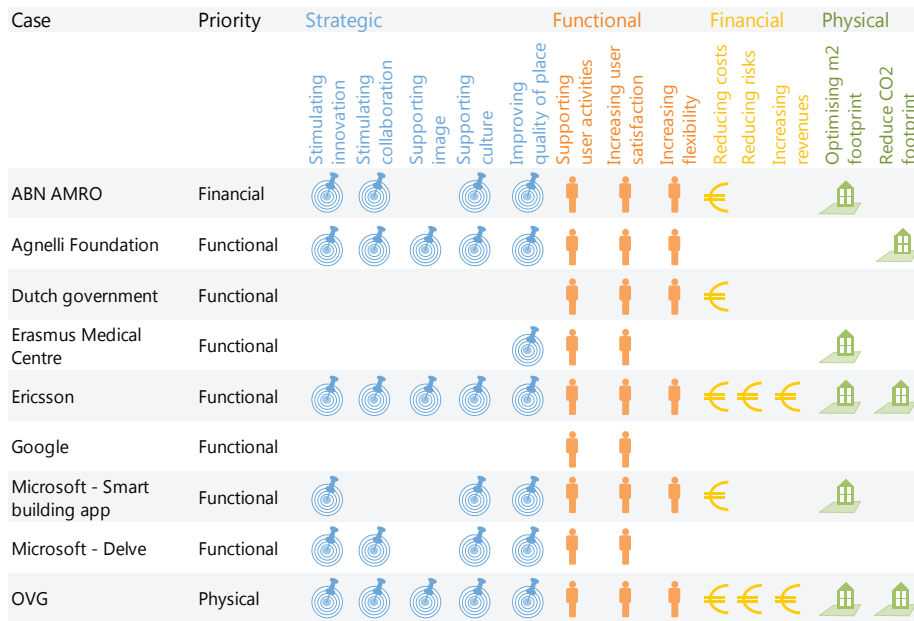 Case Priority Strategic Functional Financial Physical
Stimulating
innovation
Stimulating
collaboration
Supporting
image
Supporting
culture
Improving
quality of place
Supporting
user activities
Increasing user
satisfaction
Increasing
flexibility
Reducing costs
Reducing risks
Increasing
revenues
Optimising m2
footprint
Reduce CO2
footprint
ABN AMRO Financial
Agnelli Foundation Functional
Dutch government Functional
Erasmus Medical
Centre Functional
Ericsson Functional
Google Functional
Microsoft - Smart
building app Functional
Microsoft - Delve Functional
OVG Physical